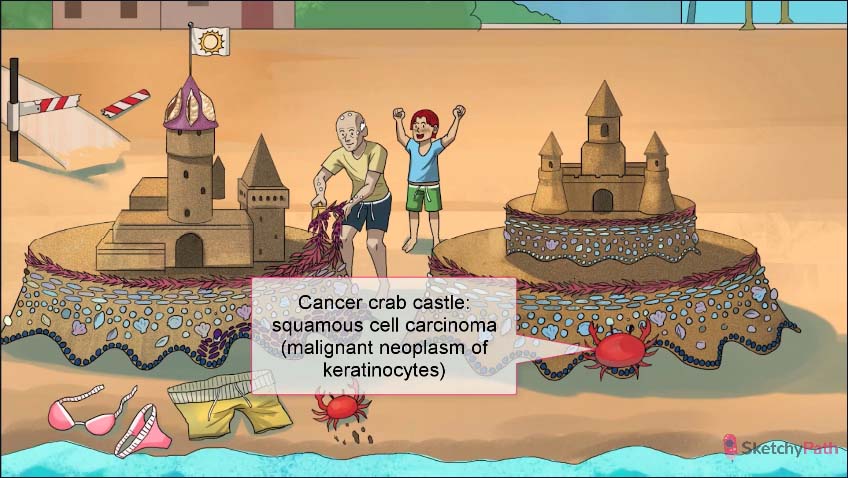 Cancer crab castle:
squamous cell carcinoma
(malignant neoplasm of
keratinocytes)
SketchyPath